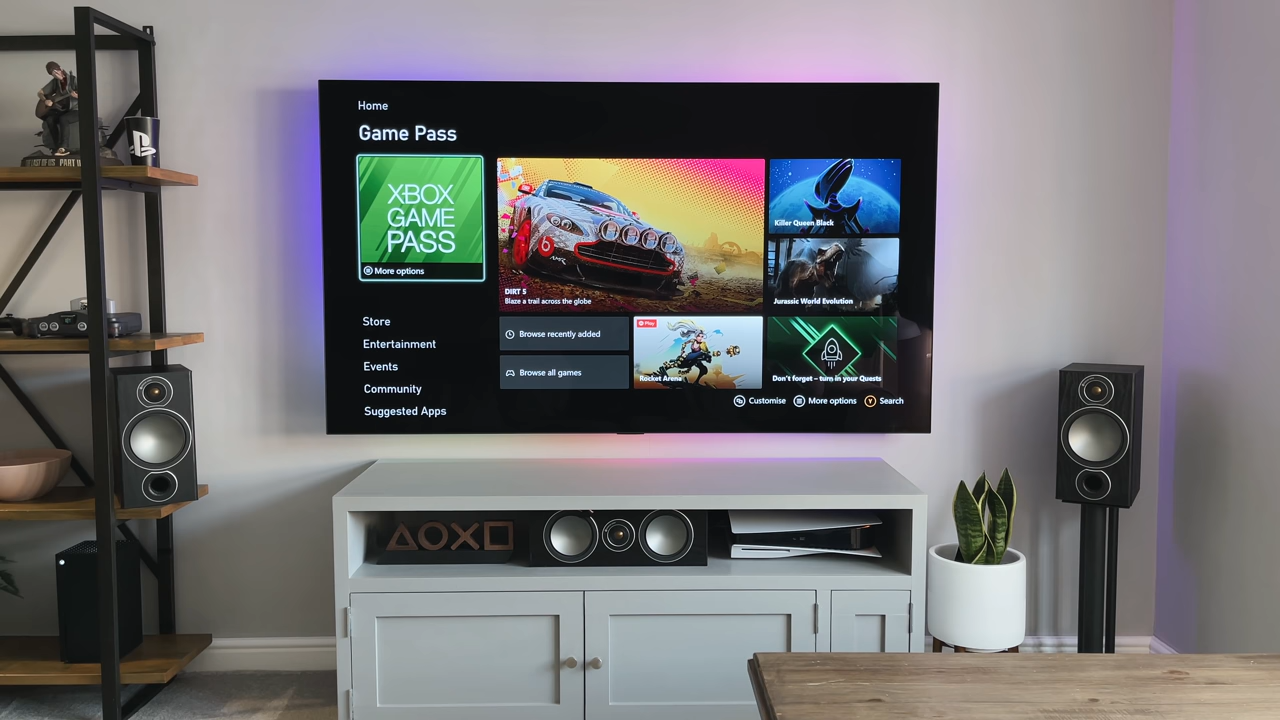 Home
Game Pass
XBOX
GAME
PASS
More options
Store
Entertainment
Events
Community
Suggested Apps
DIRT 5
Blaze a trail across the globe
Browse recently added
Browse all games
Play
Rocket Arena
Killer Queen Black
Jurassic World Evolution
Don't forget – turn in your Quests
Customise
More options
Y
Search
PART II